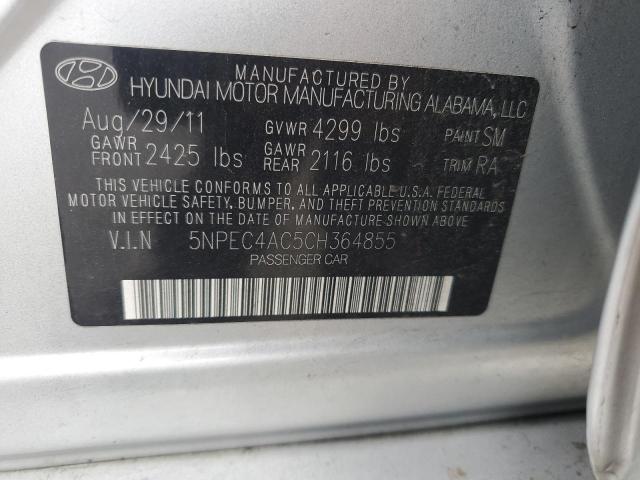 MANUFACTURED BY
HYUNDAI MOTOR MANUFACTURING ALABAMA, LLC
Aug/29/11 GVWR 4299 lbs PAINT SM
GAWR FRONT 2425 lbs GAWR REAR 2116 lbs TRIM RA
THIS VEHICLE CONFORMS TO ALL APPLICABLE U.S.A. FEDERAL
MOTOR VEHICLE SAFETY, BUMPER, AND THEFT PREVENTION STANDARDS
IN EFFECT ON THE DATE OF MANUFACTURE SHOWN ABOVE
V.I.N 5NPEC4AC5CH364855
PASSENGER CAR